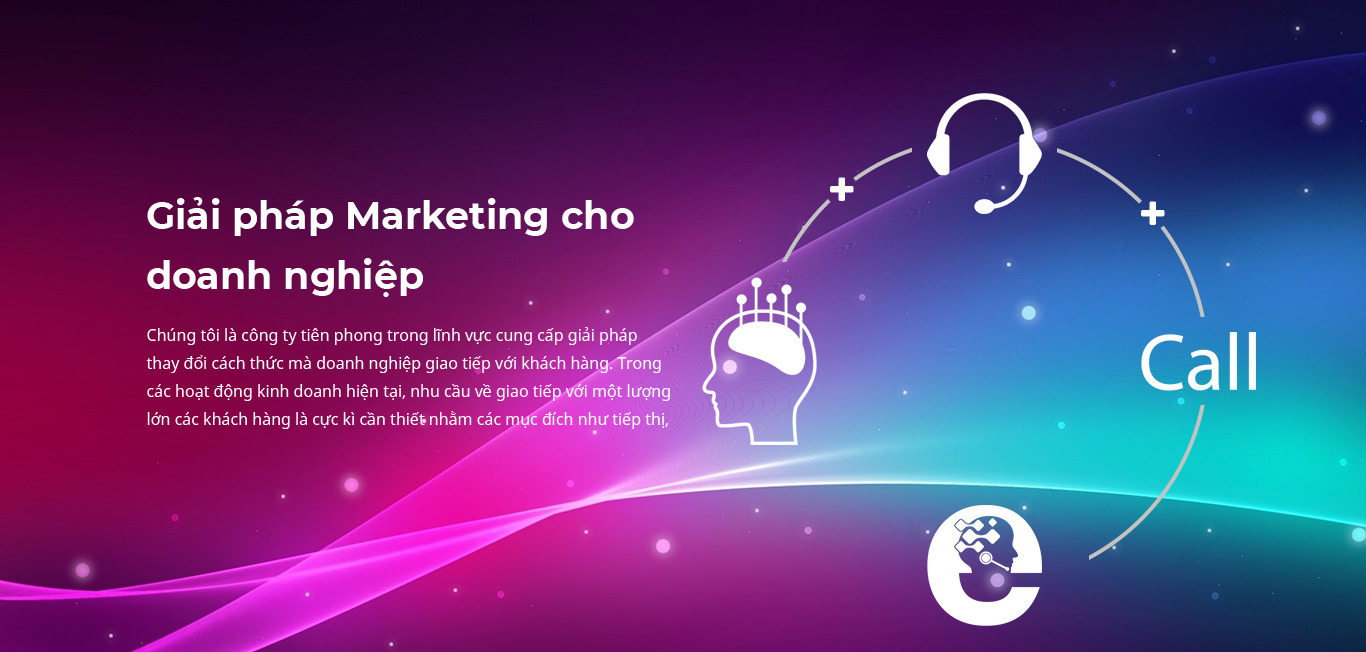 Giải pháp Marketing cho
doanh nghiệp
Chúng tôi là công ty tiên phong trong lĩnh vực cung cấp giải pháp
thay đổi cách thức mà doanh nghiệp giao tiếp với khách hàng. Trong
các hoạt động kinh doanh hiện tại, nhu cầu về giao tiếp với một lượng
lớn các khách hàng là cực kì cần thiết nhằm các mục đích như tiếp thị,
Call
e